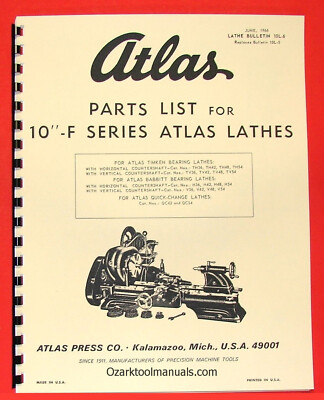 JUNE, 1968
LATHE BULLETIN 10L-6
Replaces Bulletin 10L-5
Atlas
PARTS LIST FOR
10"-F SERIES ATLAS LATHES
FOR ATLAS TIMKEN BEARING LATHES:
WITH HORIZONTAL COUNTERSHAFT—Cat. Nos.: TH36, TH42, TH48, TH54
WITH VERTICAL COUNTERSHAFT—Cat. Nos.: TV36, TV42, TV48, TV54
FOR ATLAS BABBITT BEARING LATHES:
WITH HORIZONTAL COUNTERSHAFT—Cat. Nos.: H36, H42, H48, H54
WITH VERTICAL COUNTERSHAFT—Cat. Nos.: V36, V42, V48, V54
FOR ATLAS QUICK-CHANGE LATHES:
Cat. Nos.: QC42 and QC54
ATLAS PRESS CO. · Kalamazoo, Mich., U.S.A. 49001
SINCE 1911, MANUFACTURERS OF PRECISION MACHINE TOOLS
MADE IN U.S.A.
PRINTED IN U.S.A.
Ozarktoolmanuals.com